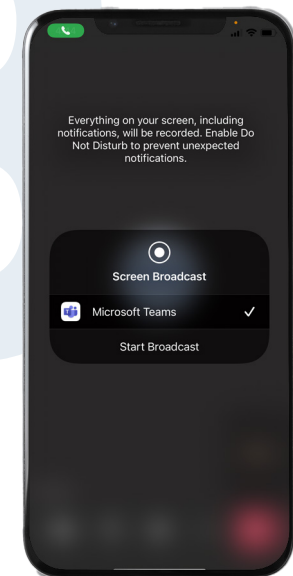 Everything on your screen, including
notifications, will be recorded. Enable Do
Not Disturb to prevent unexpected
notifications.
Screen Broadcast
Microsoft Teams
Start Broadcast